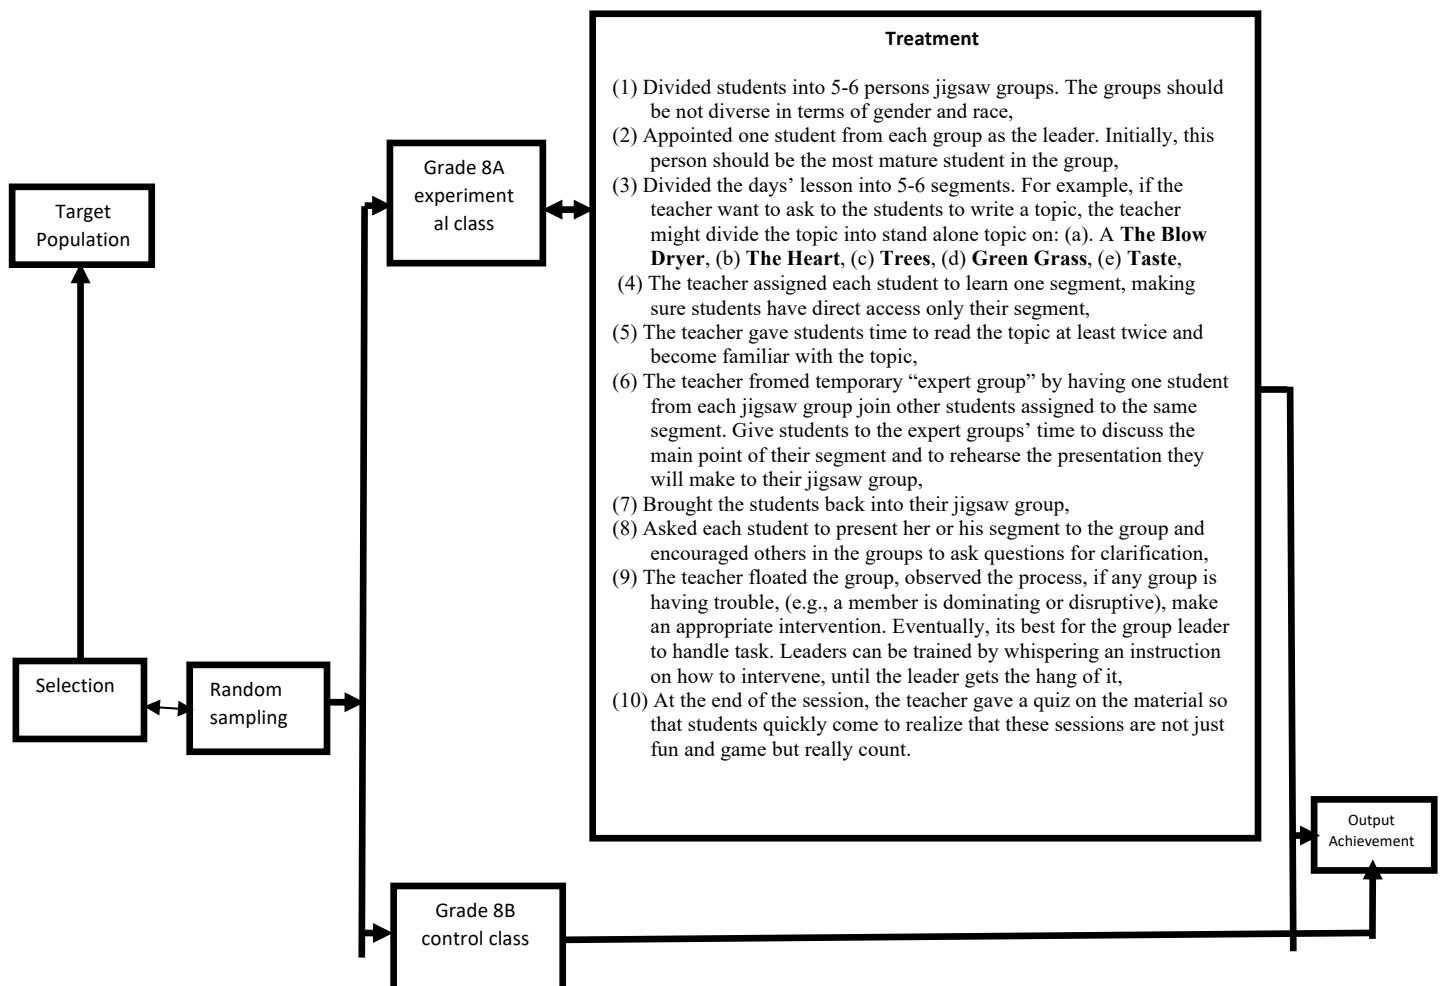 Treatment
(1) Divided students into 5-6 persons jigsaw groups. The groups should
be not diverse in terms of gender and race,
(2) Appointed one student from each group as the leader. Initially, this
person should be the most mature student in the group,
(3) Divided the days’ lesson into 5-6 segments. For example, if the
teacher want to ask to the students to write a topic, the teacher
might divide the topic into stand alone topic on: (a). A The Blow
Dryer, (b) The Heart, (c) Trees, (d) Green Grass, (e) Taste,
(4) The teacher assigned each student to learn one segment, making
sure students have direct access only their segment,
(5) The teacher gave students time to read the topic at least twice and
become familiar with the topic,
(6) The teacher fromed temporary “expert group” by having one student
from each jigsaw group join other students assigned to the same
segment. Give students to the expert groups’ time to discuss the
main point of their segment and to rehearse the presentation they
will make to their jigsaw group,
(7) Brought the students back into their jigsaw group,
(8) Asked each student to present her or his segment to the group and
encouraged others in the groups to ask questions for clarification,
(9) The teacher floated the group, observed the process, if any group is
having trouble, (e.g., a member is dominating or disruptive), make
an appropriate intervention. Eventually, its best for the group leader
to handle task. Leaders can be trained by whispering an instruction
on how to intervene, until the leader gets the hang of it,
(10) At the end of the session, the teacher gave a quiz on the material so
that students quickly come to realize that these sessions are not just
fun and game but really count.
Grade 8A
experiment
al class
Target
Population
Selection
Random
sampling
Output
Achievement
Grade 8B
control class